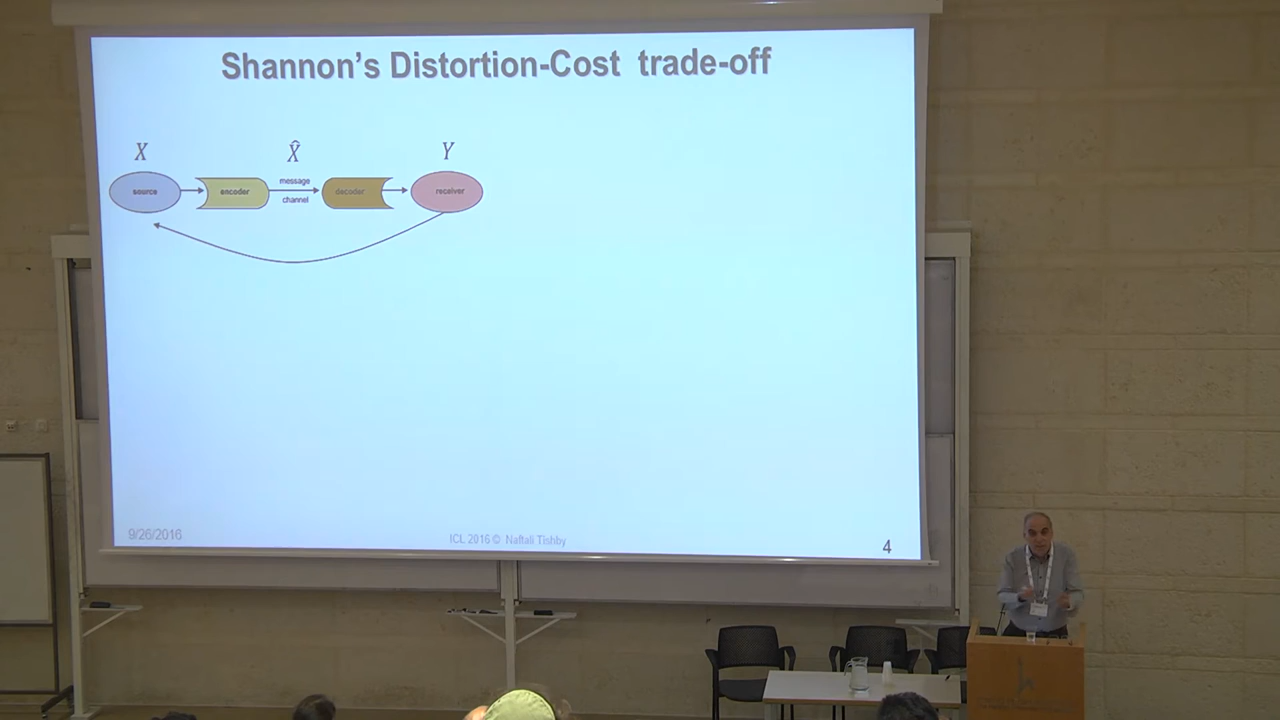 Shannon's Distortion-Cost trade-off
X
X̂
Y
source
encoder
message
channel
decoder
receiver
9/26/2016
ICL 2016 © Naftali Tishby
4